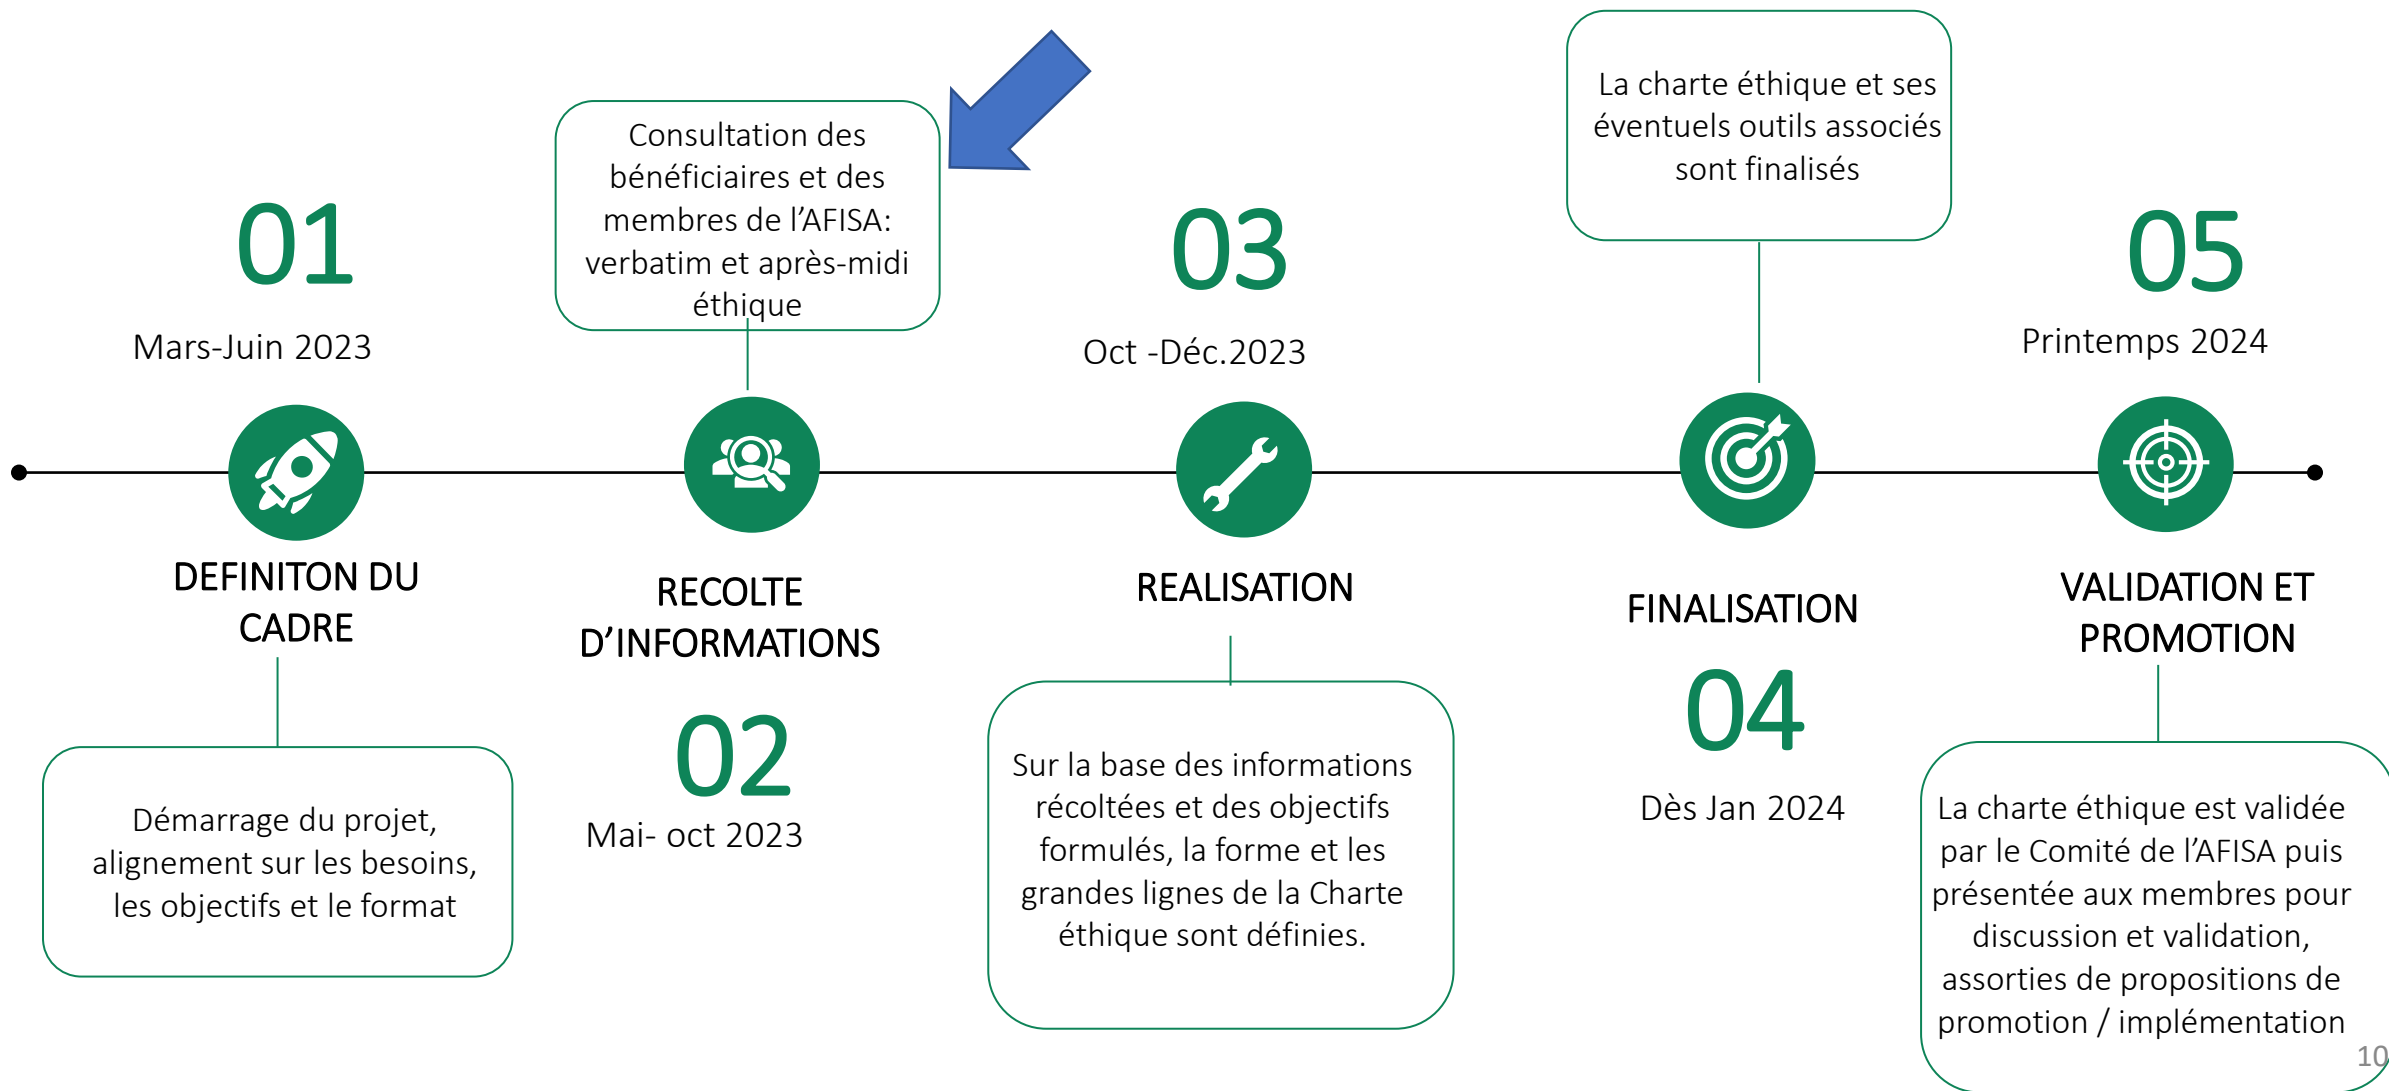 01
Mars-Juin 2023
DEFINITON DU
CADRE
Démarrage du projet,
alignement sur les besoins,
les objectifs et le format
Consultation des
bénéficiaires et des
membres de l’AFISA:
verbatim et après-midi
éthique
RECOLTE
D’INFORMATIONS
02
Mai- oct 2023
03
Oct -Déc.2023
REALISATION
Sur la base des informations
récoltées et des objectifs
formulés, la forme et les
grandes lignes de la Charte
éthique sont définies.
La charte éthique et ses
éventuels outils associés
sont finalisés
FINALISATION
04
Dès Jan 2024
05
Printemps 2024
VALIDATION ET
PROMOTION
La charte éthique est validée
par le Comité de l’AFISA puis
présentée aux membres pour
discussion et validation,
assorties de propositions de
promotion / implémentation
10